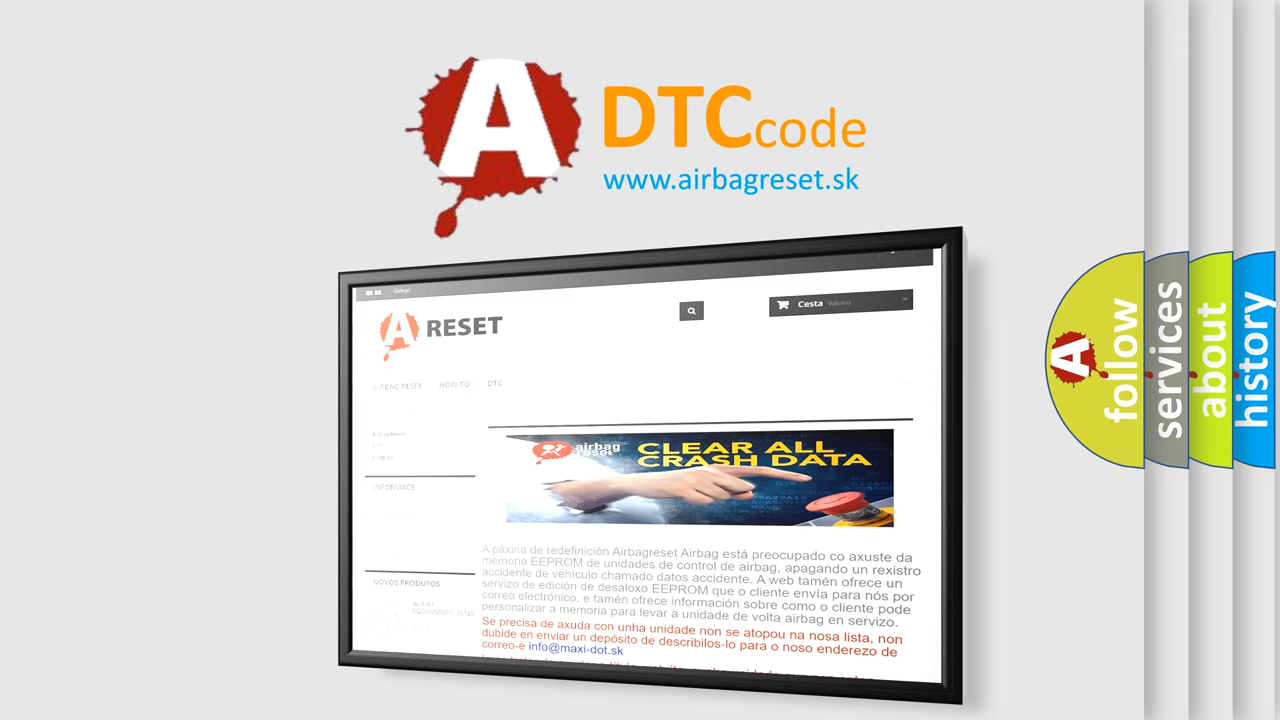 A DTCcode
www.airbagreset.sk
Galego
A RESET
Cesta Valeiro
AIRBAG RESET HOW TO DTC
airbag
reset
CLEAR ALL
CRASH DATA
INFORMACE
NOVOS PRODUTOS
A páxina de redefinición Airbagreset Airbag está preocupado co axuste da
memoria EEPROM de unidades de control de airbag, apagando un rexistro
accidente de vehículo chamado datos accidente. A web tamén ofrece un
servizo de edición de desaloxo EEPROM que o cliente envía para nós por
correo electrónico, e tamén ofrece información sobre como o cliente pode
personalizar a memoria para levar a unidade de volta airbag en servizo.
Se precisa de axuda con unha unidade non se atopou na nosa lista, non
dubide en enviar un depósito de describilos-lo para o noso enderezo de
correo-e info@maxi-dot.sk
A
follow
services
about
history